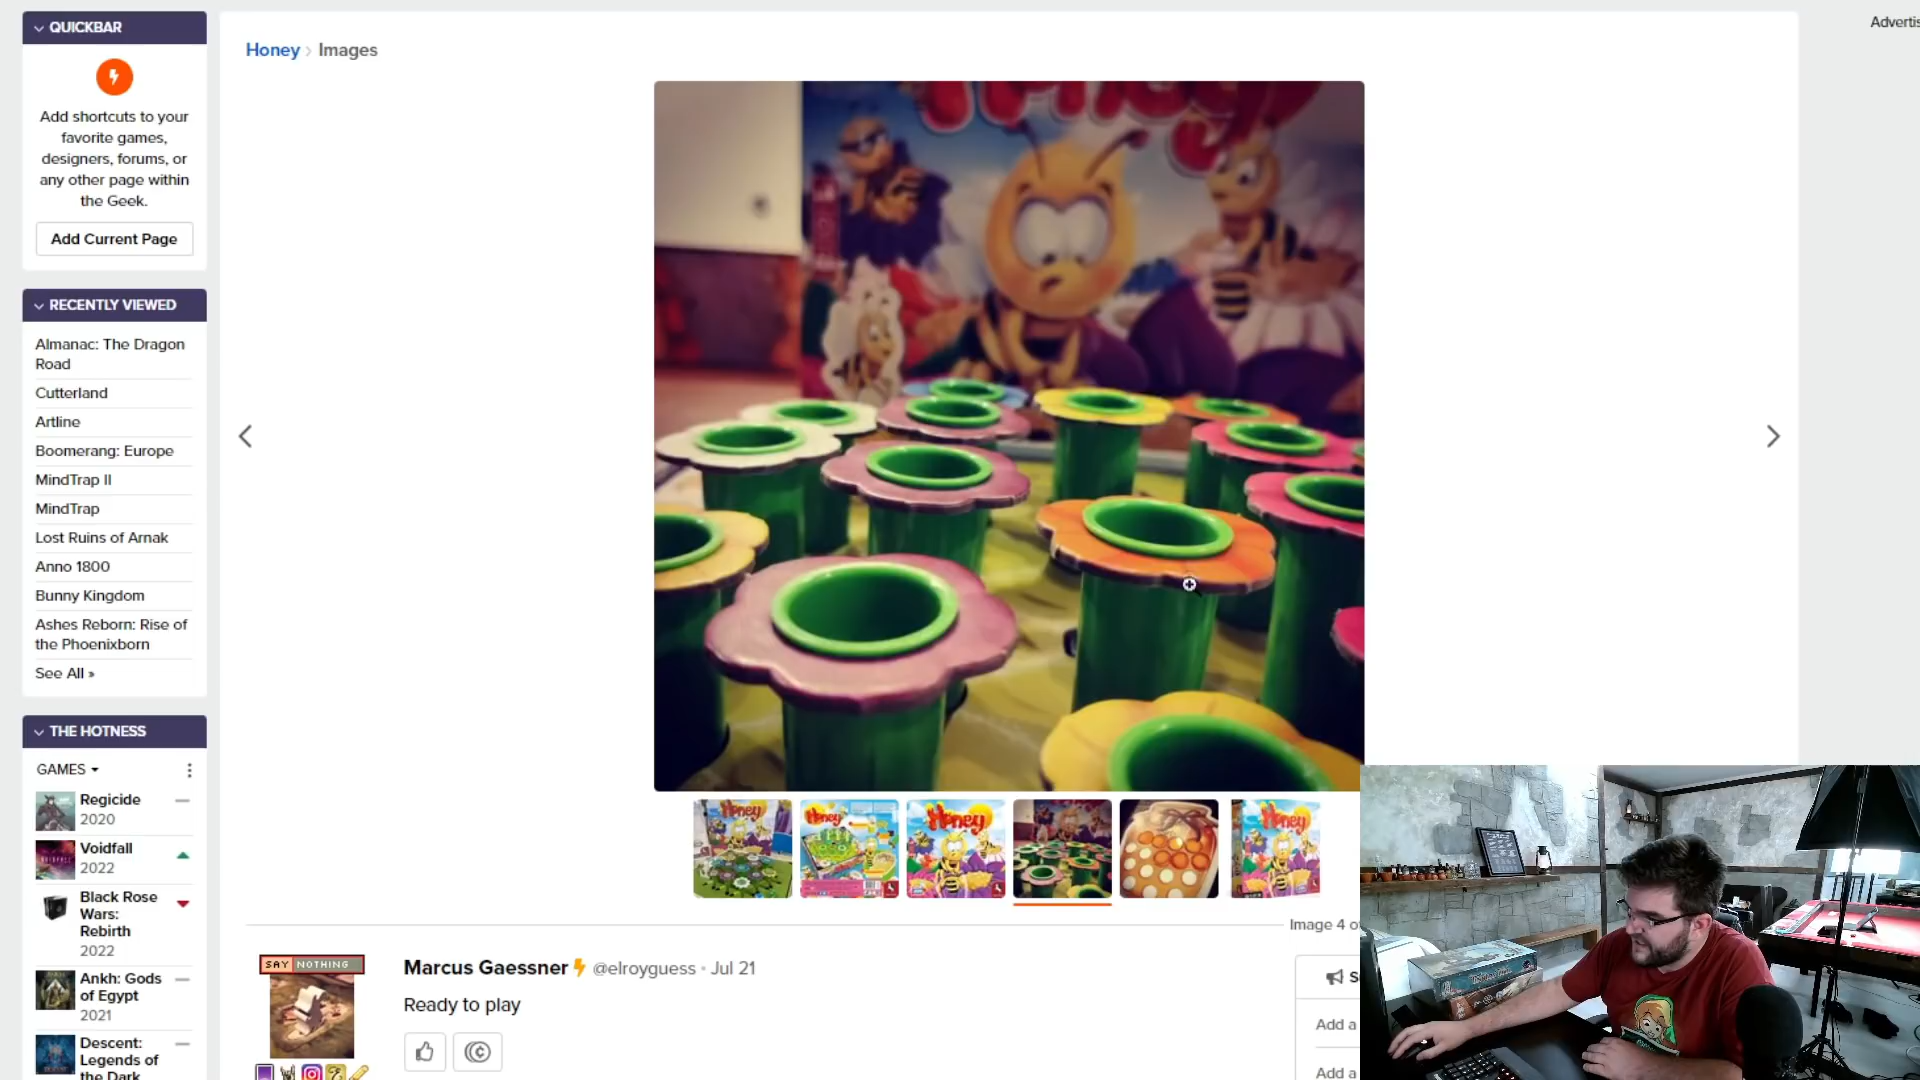 QUICKBAR
Add shortcuts to your
favorite games,
designers, forums, or
any other page within
the Geek.
Add Current Page
RECENTLY VIEWED
Almanac: The Dragon
Road
Cutterland
Artline
Boomerang: Europe
MindTrap II
MindTrap
Lost Ruins of Arnak
Anno 1800
Bunny Kingdom
Ashes Reborn: Rise of
the Phoenixborn
See All »
THE HOTNESS
GAMES
Regicide
2020
Voidfall
2022
Black Rose
Wars:
Rebirth
2022
Ankh: Gods
of Egypt
2021
Descent:
Legends of
the Dark
Honey › Images
Advertis
Honey
Honey
Honey
Honey
Image 4 o
SAY NOTHING
Marcus Gaessner @elroyguess · Jul 21
Ready to play
S
Add a
Add a